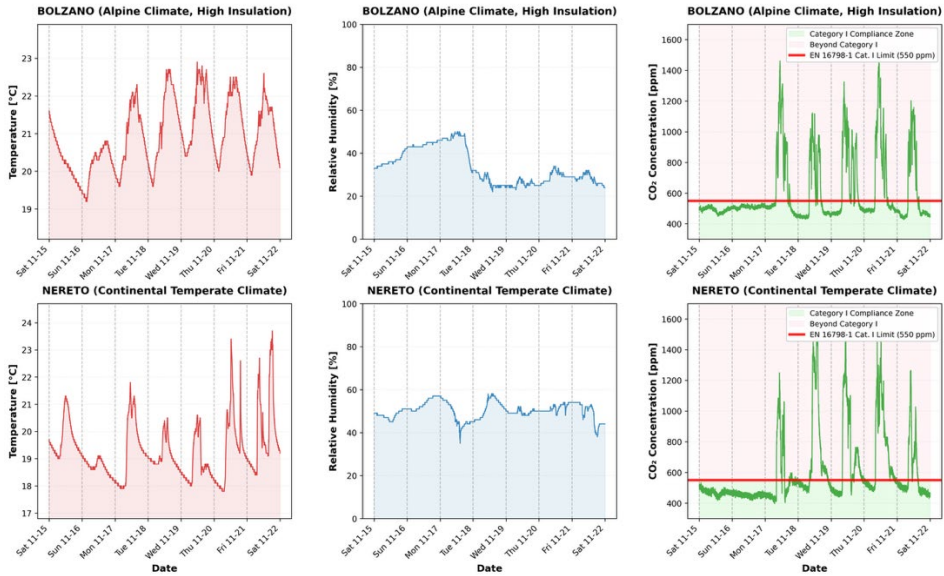 BOLZANO (Alpine Climate, High Insulation)
Temperature [°C]
23
22
21
20
19
Sat 11-15
Sun 11-16
Mon 11-17
Tue 11-18
Wed 11-19
Thu 11-20
Fri 11-21
Sat 11-22
BOLZANO (Alpine Climate, High Insulation)
Relative Humidity [%]
100
80
60
40
20
0
Sat 11-15
Sun 11-16
Mon 11-17
Tue 11-18
Wed 11-19
Thu 11-20
Fri 11-21
Sat 11-22
BOLZANO (Alpine Climate, High Insulation)
Category I Compliance Zone
Beyond Category I
EN 16798-1 Cat. I Limit (550 ppm)
CO₂ Concentration [ppm]
1600
1400
1200
1000
800
600
400
Sat 11-15
Sun 11-16
Mon 11-17
Tue 11-18
Wed 11-19
Thu 11-20
Fri 11-21
Sat 11-22
NERETO (Continental Temperate Climate)
Temperature [°C]
24
23
22
21
20
19
18
17
Sat 11-15
Sun 11-16
Mon 11-17
Tue 11-18
Wed 11-19
Thu 11-20
Fri 11-21
Sat 11-22
Date
NERETO (Continental Temperate Climate)
Relative Humidity [%]
100
80
60
40
20
0
Sat 11-15
Sun 11-16
Mon 11-17
Tue 11-18
Wed 11-19
Thu 11-20
Fri 11-21
Sat 11-22
Date
NERETO (Continental Temperate Climate)
Category I Compliance Zone
Beyond Category I
EN 16798-1 Cat. I Limit (550 ppm)
CO₂ Concentration [ppm]
1600
1400
1200
1000
800
600
400
Sat 11-15
Sun 11-16
Mon 11-17
Tue 11-18
Wed 11-19
Thu 11-20
Fri 11-21
Sat 11-22
Date